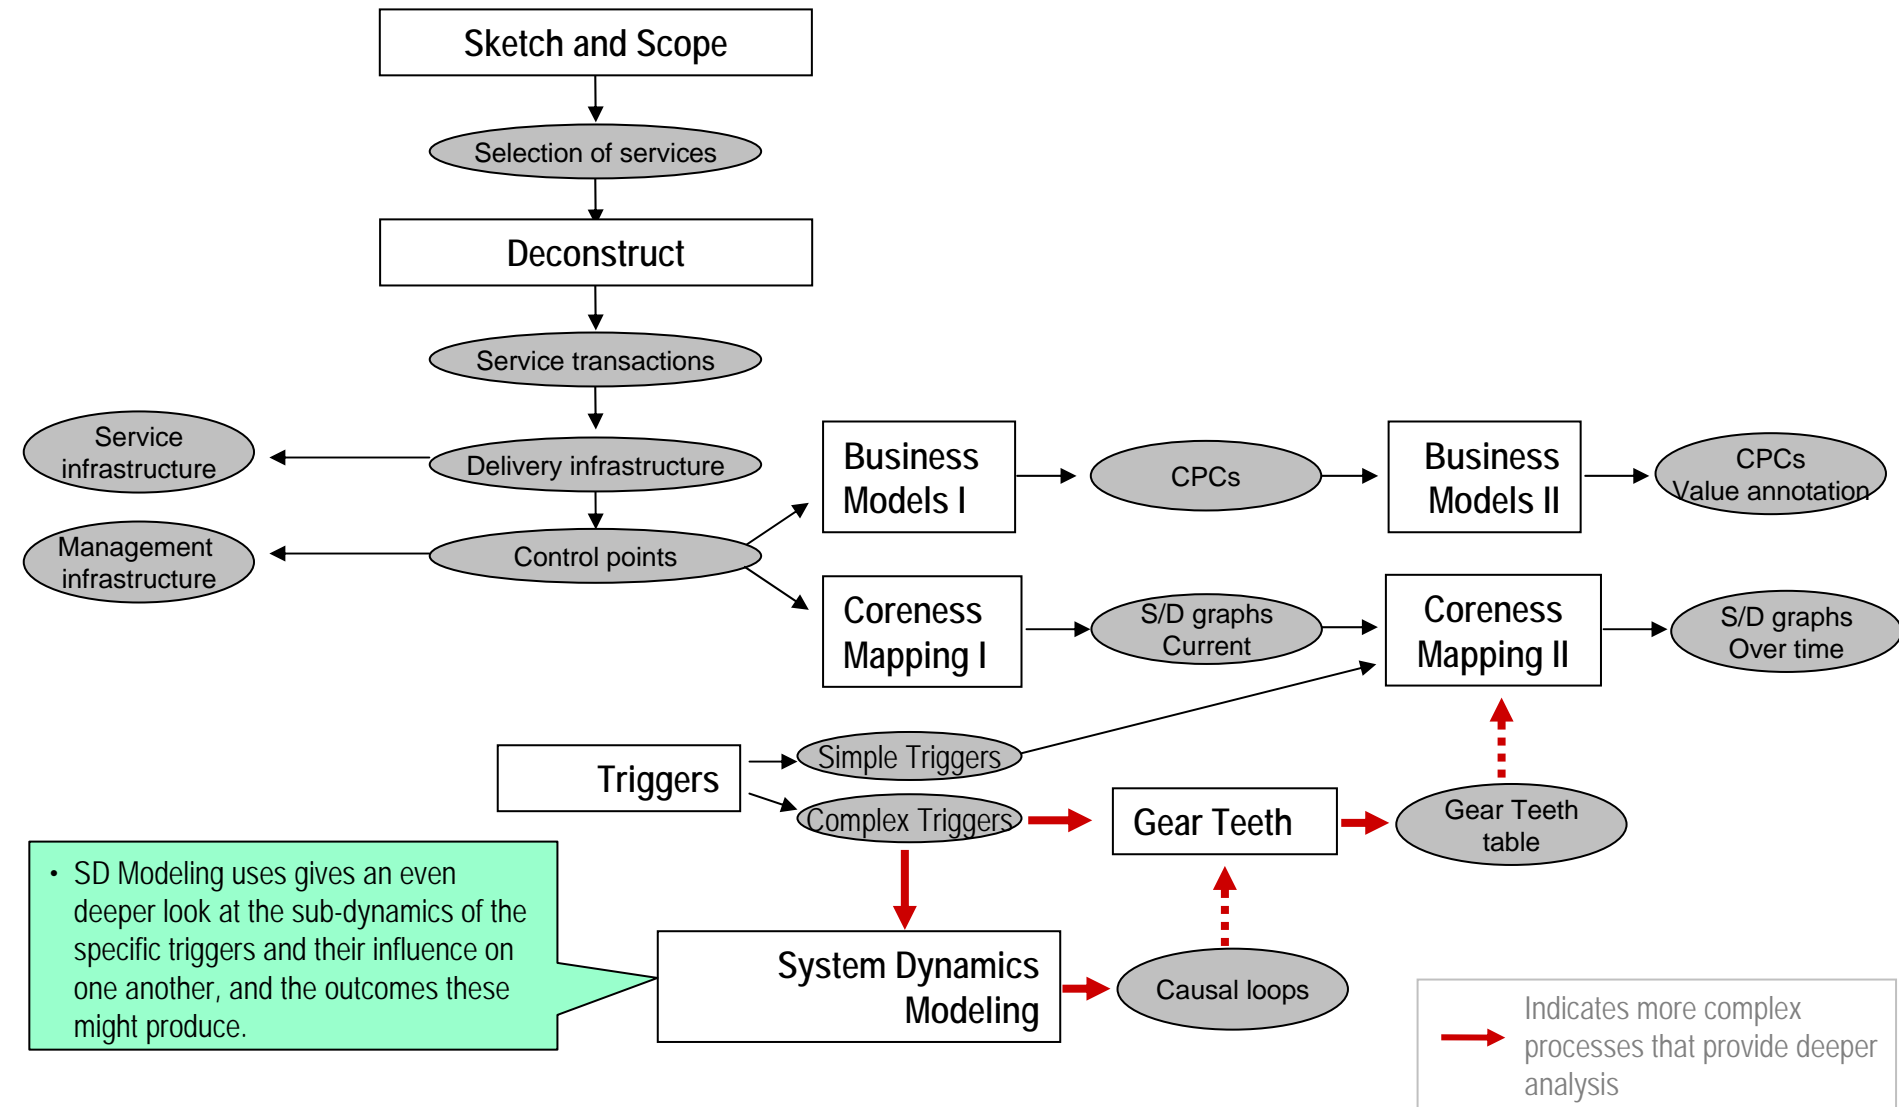 Sketch and Scope
Selection of services
Deconstruct
Service transactions
Service
infrastructure
Delivery infrastructure
Business
Models I
CPCs
Business
Models II
CPCs
Value annotation
Management
infrastructure
Control points
Coreness
Mapping I
S/D graphs
Current
Coreness
Mapping II
S/D graphs
Over time
Triggers
Simple Triggers
Complex Triggers
Gear Teeth
Gear Teeth
table
• SD Modeling uses gives an even
deeper look at the sub-dynamics of the
specific triggers and their influence on
one another, and the outcomes these
might produce.
System Dynamics
Modeling
Causal loops
Indicates more complex
processes that provide deeper
analysis